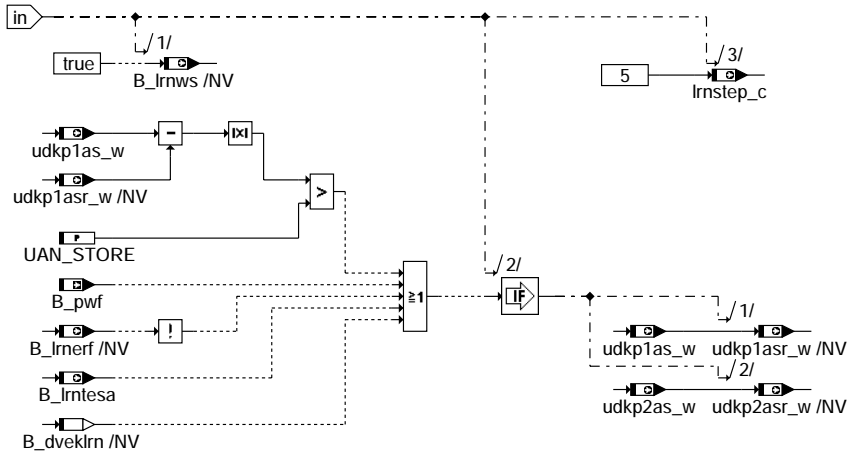 in
/1/
true
B_lrnws /NV
/3/
5
lrnstep_c
udkp1as_w
−
|x|
udkp1asr_w /NV
>
P
UAN_STORE
/2/
B_pwf
≥1
IF
B_lrnerf /NV
!
/1/
udkp1as_w
udkp1asr_w /NV
B_lrntesa
/2/
udkp2as_w
udkp2asr_w /NV
B_dveklrn /NV